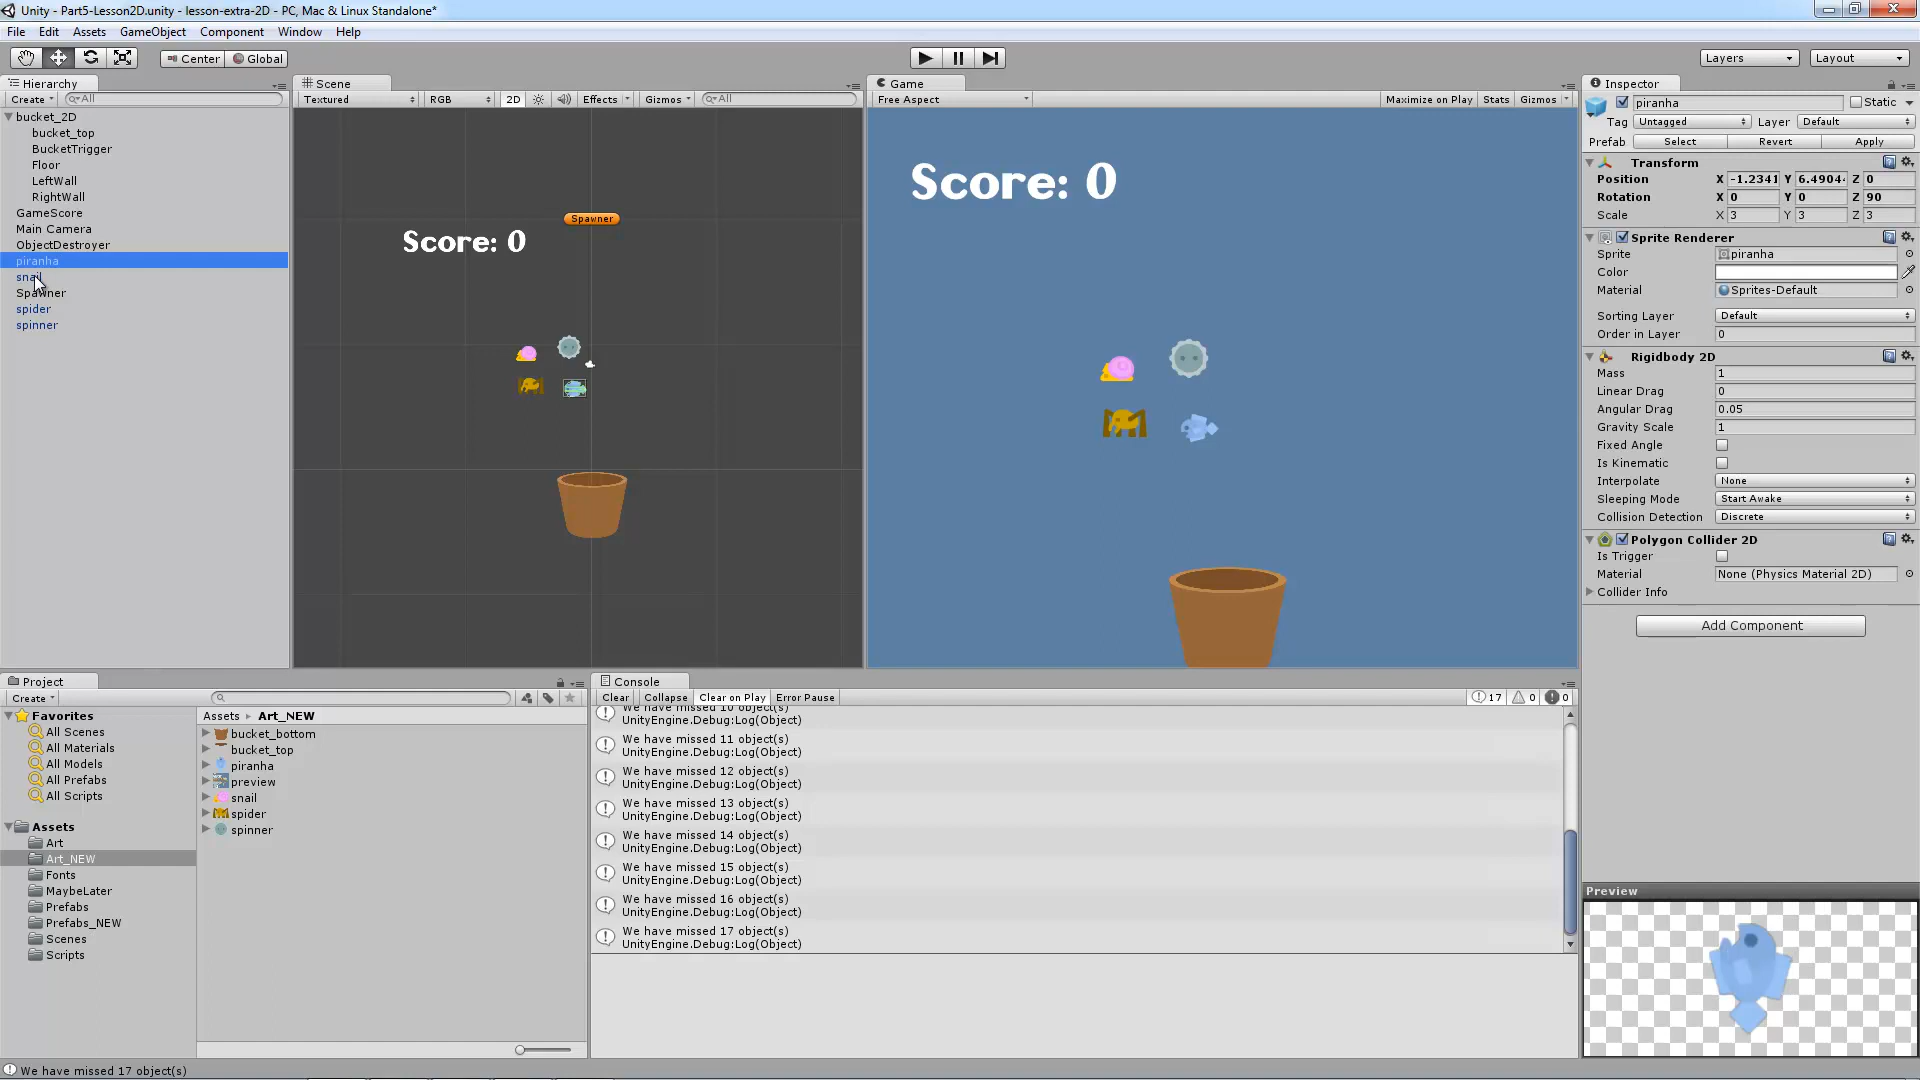 Unity - Part5-Lesson2D.unity - lesson-extra-2D - PC, Mac & Linux Standalone*
File Edit Assets GameObject Component Window Help
Center Global Layers Layout
Hierarchy
Create All
bucket_2D
bucket_top
BucketTrigger
Floor
LeftWall
RightWall
GameScore
Main Camera
ObjectDestroyer
piranha
snail
Spawner
spider
spinner
Scene
Textured RGB 2D Effects Gizmos All
Spawner
Score: 0
Game
Free Aspect Maximize on Play Stats Gizmos
Score: 0
Inspector
piranha Static
Tag Untagged Layer Default
Prefab Select Revert Apply
Transform
Position X -1.2341 Y 6.4904 Z 0
Rotation X 0 Y 0 Z 90
Scale X 3 Y 3 Z 3
Sprite Renderer
Sprite piranha
Color
Material Sprites-Default
Sorting Layer Default
Order in Layer 0
Rigidbody 2D
Mass 1
Linear Drag 0
Angular Drag 0.05
Gravity Scale 1
Fixed Angle
Is Kinematic
Interpolate None
Sleeping Mode Start Awake
Collision Detection Discrete
Polygon Collider 2D
Is Trigger
Material None (Physics Material 2D)
Collider Info
Add Component
Preview
Project
Create
Favorites
All Scenes
All Materials
All Models
All Prefabs
All Scripts
Assets
Art
Art_NEW
Fonts
MaybeLater
Prefabs
Prefabs_NEW
Scenes
Scripts
Assets Art_NEW
bucket_bottom
bucket_top
piranha
preview
snail
spider
spinner
Console
Clear Collapse Clear on Play Error Pause 17 0 0
We have missed 10 object(s)
UnityEngine.Debug:Log(Object)
We have missed 11 object(s)
UnityEngine.Debug:Log(Object)
We have missed 12 object(s)
UnityEngine.Debug:Log(Object)
We have missed 13 object(s)
UnityEngine.Debug:Log(Object)
We have missed 14 object(s)
UnityEngine.Debug:Log(Object)
We have missed 15 object(s)
UnityEngine.Debug:Log(Object)
We have missed 16 object(s)
UnityEngine.Debug:Log(Object)
We have missed 17 object(s)
UnityEngine.Debug:Log(Object)
We have missed 17 object(s)